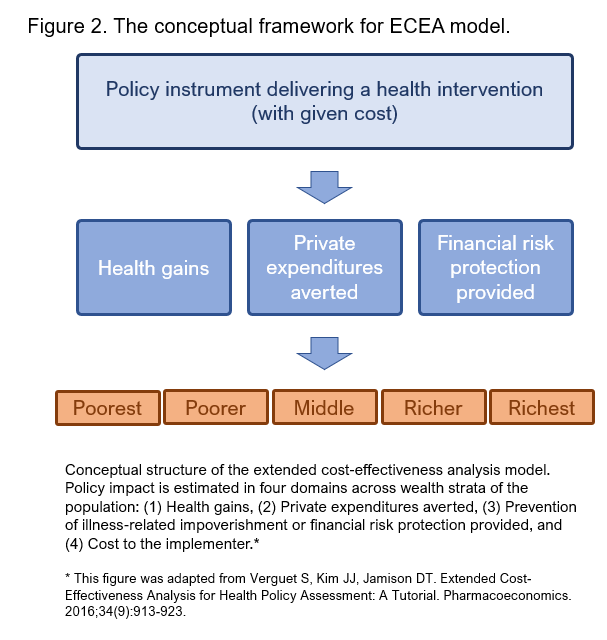 Figure 2. The conceptual framework for ECEA model.
Policy instrument delivering a health intervention
(with given cost)
Health gains
Private
expenditures
averted
Financial risk
protection
provided
Poorest
Poorer
Middle
Richer
Richest
Conceptual structure of the extended cost-effectiveness analysis model.
Policy impact is estimated in four domains across wealth strata of the
population: (1) Health gains, (2) Private expenditures averted, (3) Prevention
of illness-related impoverishment or financial risk protection provided, and
(4) Cost to the implementer.*
* This figure was adapted from Verguet S, Kim JJ, Jamison DT. Extended Cost-
Effectiveness Analysis for Health Policy Assessment: A Tutorial. Pharmacoeconomics.
2016;34(9):913-923.